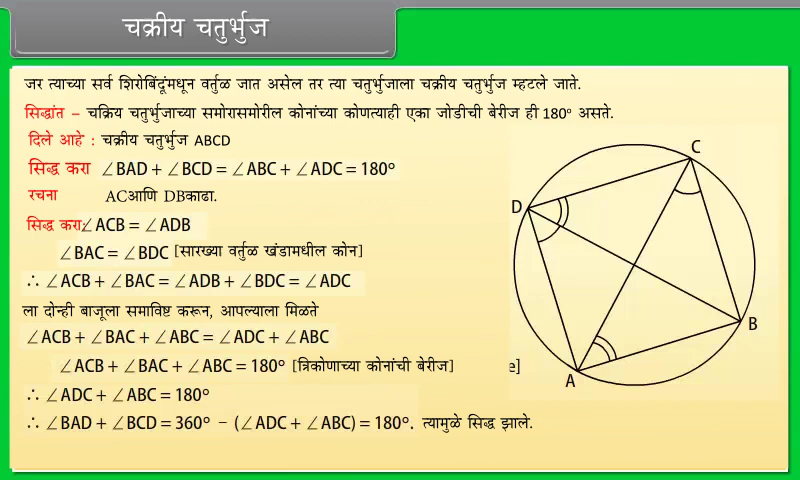 चक्रीय चतुर्भुज
जर त्याच्या सर्व शिरोबिंदूंमधून वर्तुळ जात असेल तर त्या चतुर्भुजाला चक्रीय चतुर्भुज म्हटले जाते.
सिद्धांत – चक्रिय चतुर्भुजाच्या समोरासमोरील कोनांच्या कोणत्याही एका जोडीची बेरीज ही 180° असते.
दिले आहे : चक्रीय चतुर्भुज ABCD
सिद्ध करा ∠BAD + ∠BCD = ∠ABC + ∠ADC = 180°
रचना ACआणि DBकाढा.
सिद्ध करा ∠ACB = ∠ADB
∠BAC = ∠BDC [सारख्या वर्तुळ खंडामधील कोन]
∴ ∠ACB + ∠BAC = ∠ADB + ∠BDC = ∠ADC
ला दोन्ही बाजूला समाविष्ट करून, आपल्याला मिळते
∠ACB + ∠BAC + ∠ABC = ∠ADC + ∠ABC
∠ACB + ∠BAC + ∠ABC = 180° [त्रिकोणाच्या कोनांची बेरीज] e]
∴ ∠ADC + ∠ABC = 180°
∴ ∠BAD + ∠BCD = 360° – (∠ADC + ∠ABC) = 180°. त्यामुळे सिद्ध झाले.
C
D
B
A